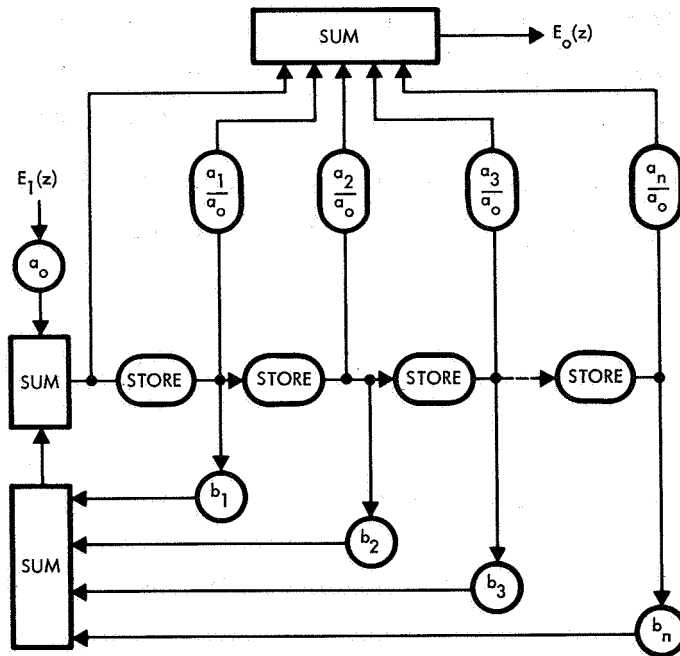 SUM
E_o(z)
E_1(z)
a_1/a_o
a_2/a_o
a_3/a_o
a_n/a_o
a_o
SUM
STORE
STORE
STORE
STORE
b_1
SUM
b_2
b_3
b_n